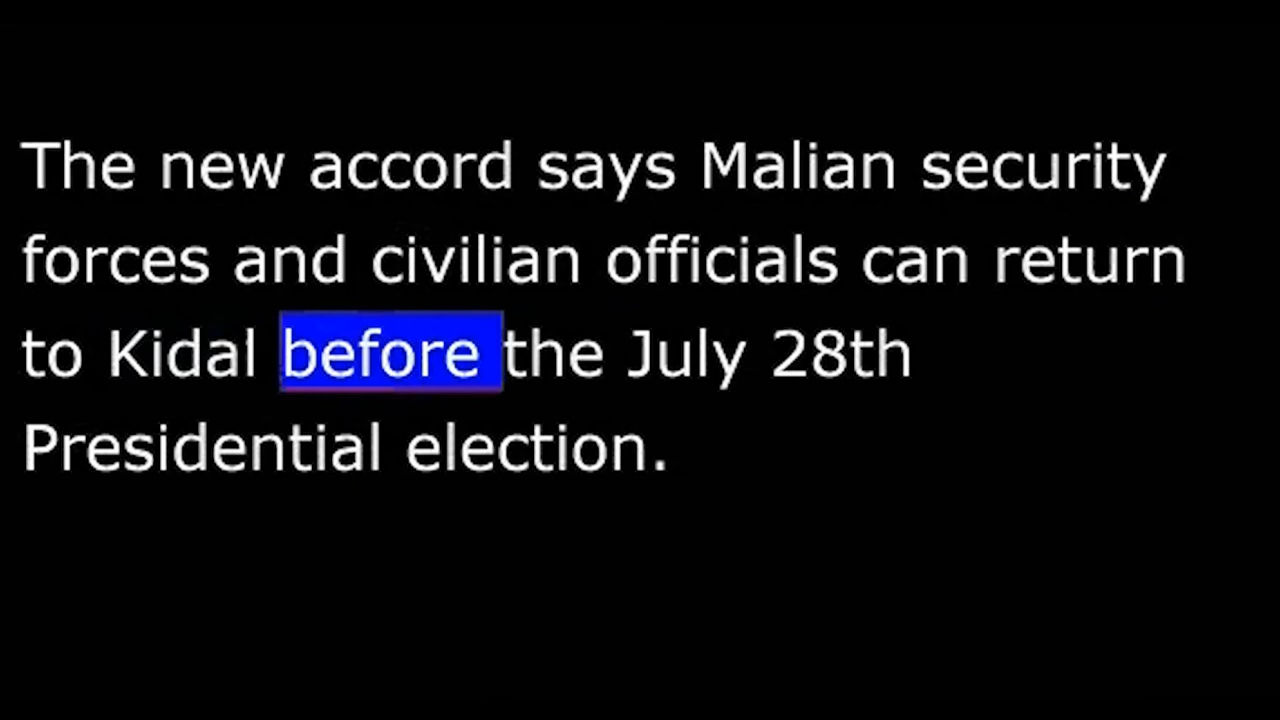 The new accord says Malian security
forces and civilian officials can return
to Kidal before the July 28th
Presidential election.